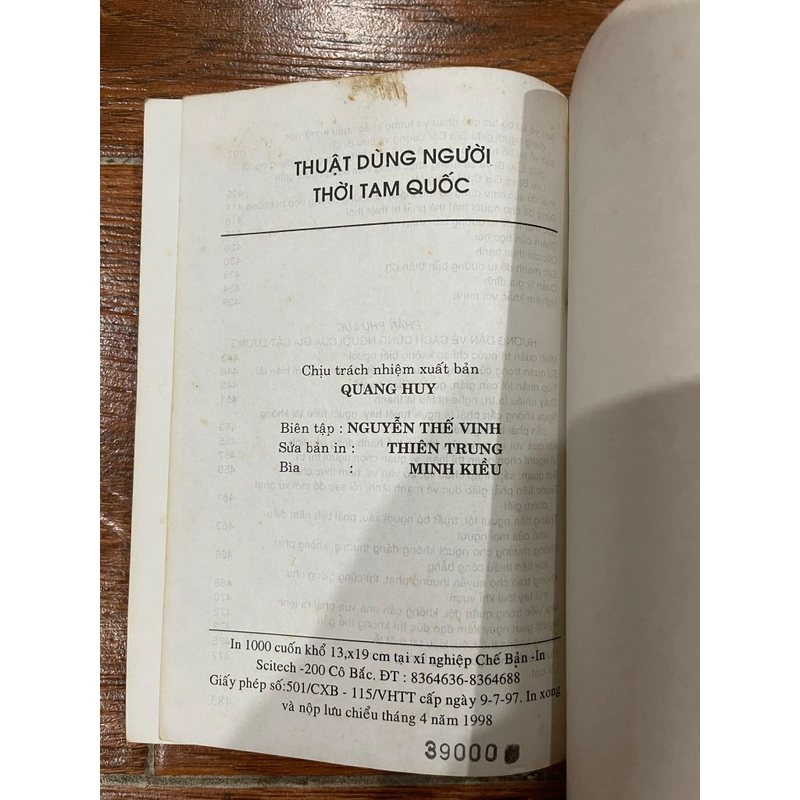 THUẬT DÙNG NGƯỜI
THỜI TAM QUỐC
Chịu trách nhiệm xuất bản
QUANG HUY
Biên tập : NGUYỄN THẾ VINH
Sửa bản in : THIÊN TRUNG
Bìa : MINH KIỀU
In 1000 cuốn khổ 13,x19 cm tại xí nghiệp Chế Bản -In
Scitech -200 Cô Bắc. ĐT : 8364636-8364688
Giấy phép số:501/CXB - 115/VHTT cấp ngày 9-7-97. In xong
và nộp lưu chiểu tháng 4 năm 1998
39000